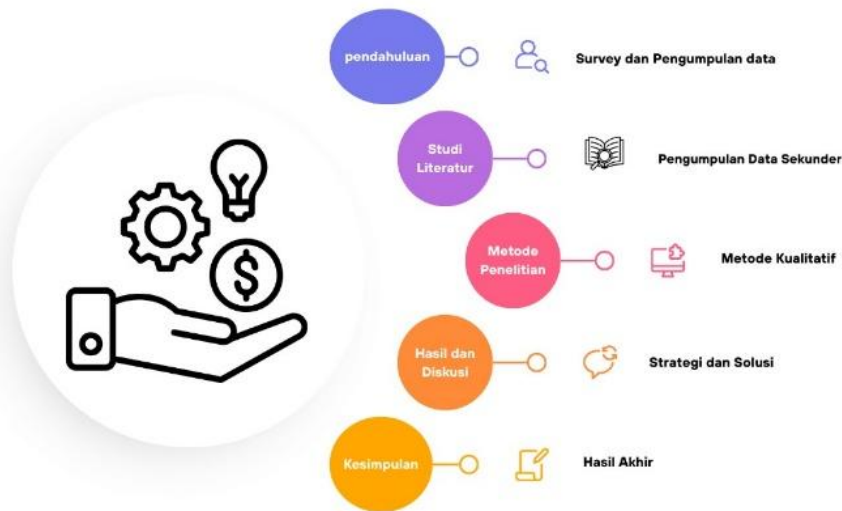 pendahuluan
Survey dan Pengumpulan data
Studi
Literatur
Pengumpulan Data Sekunder
Metode
Penelitian
Metode Kualitatif
$
Hasil dan
Diskusi
Strategi dan Solusi
Kesimpulan
Hasil Akhir